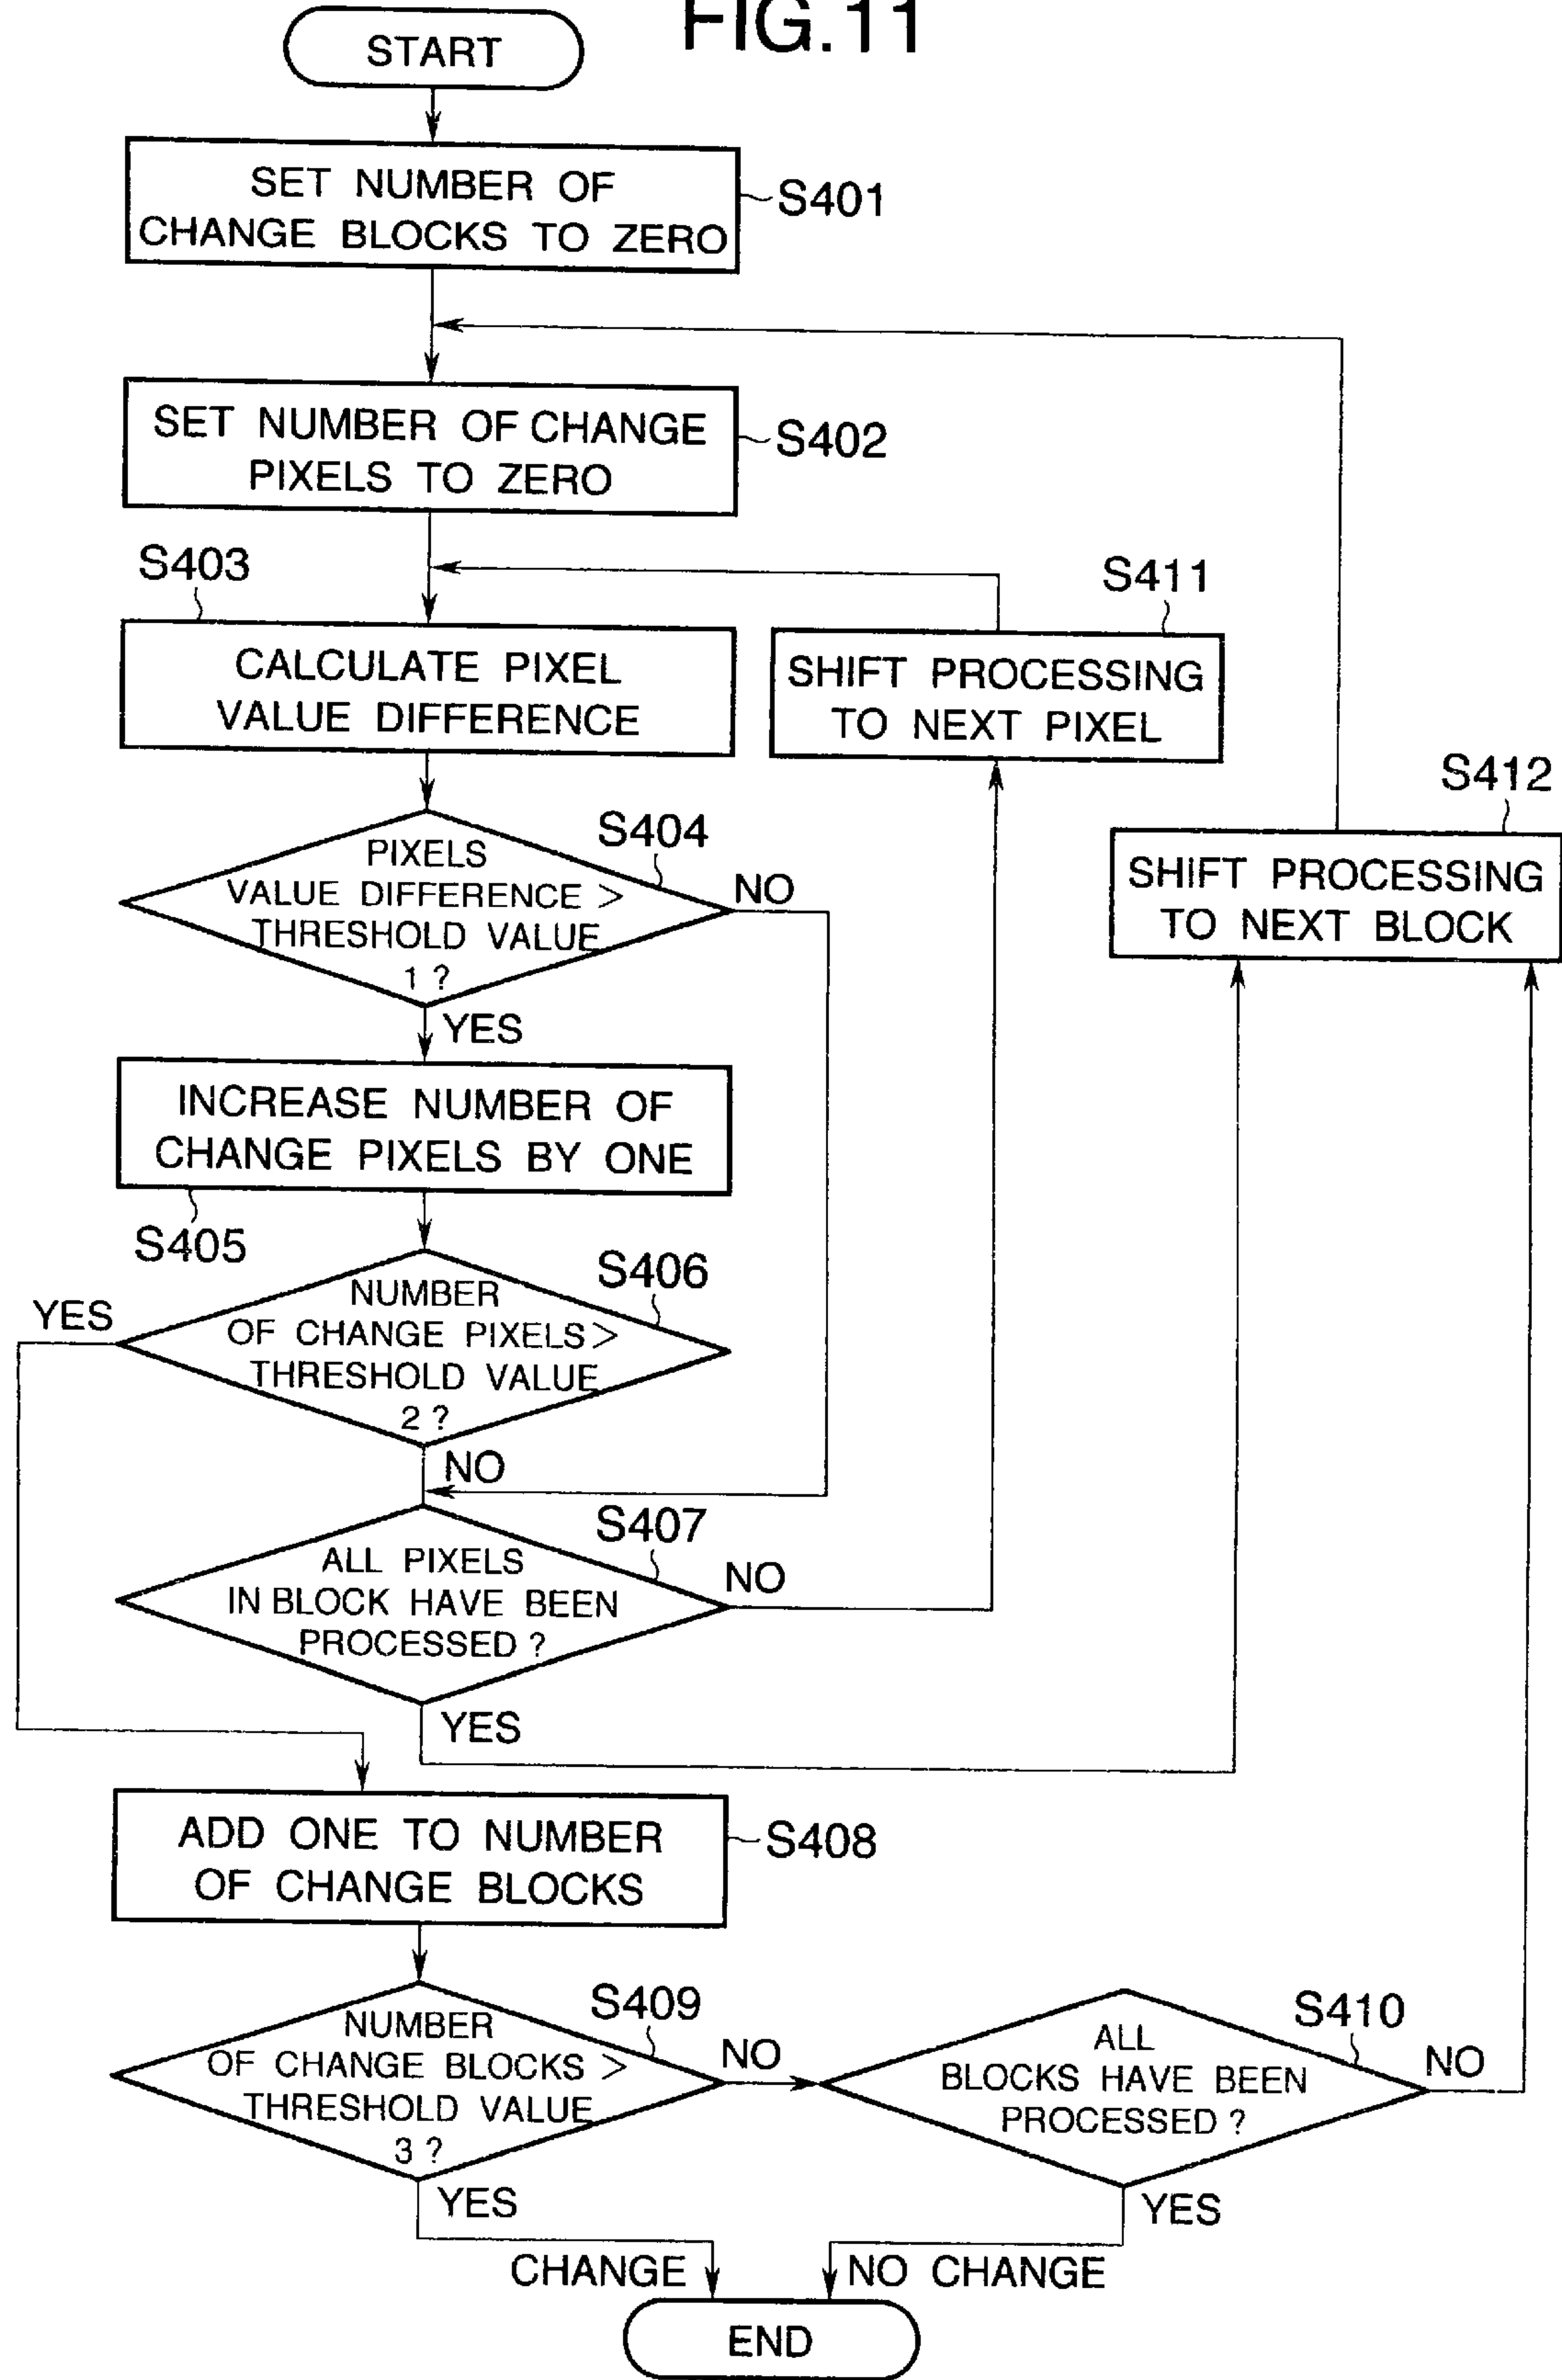 FIG.11
START
SET NUMBER OF
CHANGE BLOCKS TO ZERO
S401
SET NUMBER OF CHANGE
PIXELS TO ZERO
S402
S403
CALCULATE PIXEL
VALUE DIFFERENCE
S411
SHIFT PROCESSING
TO NEXT PIXEL
S412
SHIFT PROCESSING
TO NEXT BLOCK
S404
PIXELS
VALUE DIFFERENCE >
THRESHOLD VALUE
1 ?
NO
YES
INCREASE NUMBER OF
CHANGE PIXELS BY ONE
S405
S406
YES
NUMBER
OF CHANGE PIXELS >
THRESHOLD VALUE
2 ?
NO
S407
ALL PIXELS
IN BLOCK HAVE BEEN
PROCESSED ?
NO
YES
ADD ONE TO NUMBER
OF CHANGE BLOCKS
S408
S409
NUMBER
OF CHANGE BLOCKS >
THRESHOLD VALUE
3 ?
NO
S410
ALL
BLOCKS HAVE BEEN
PROCESSED ?
NO
YES
YES
CHANGE
NO CHANGE
END